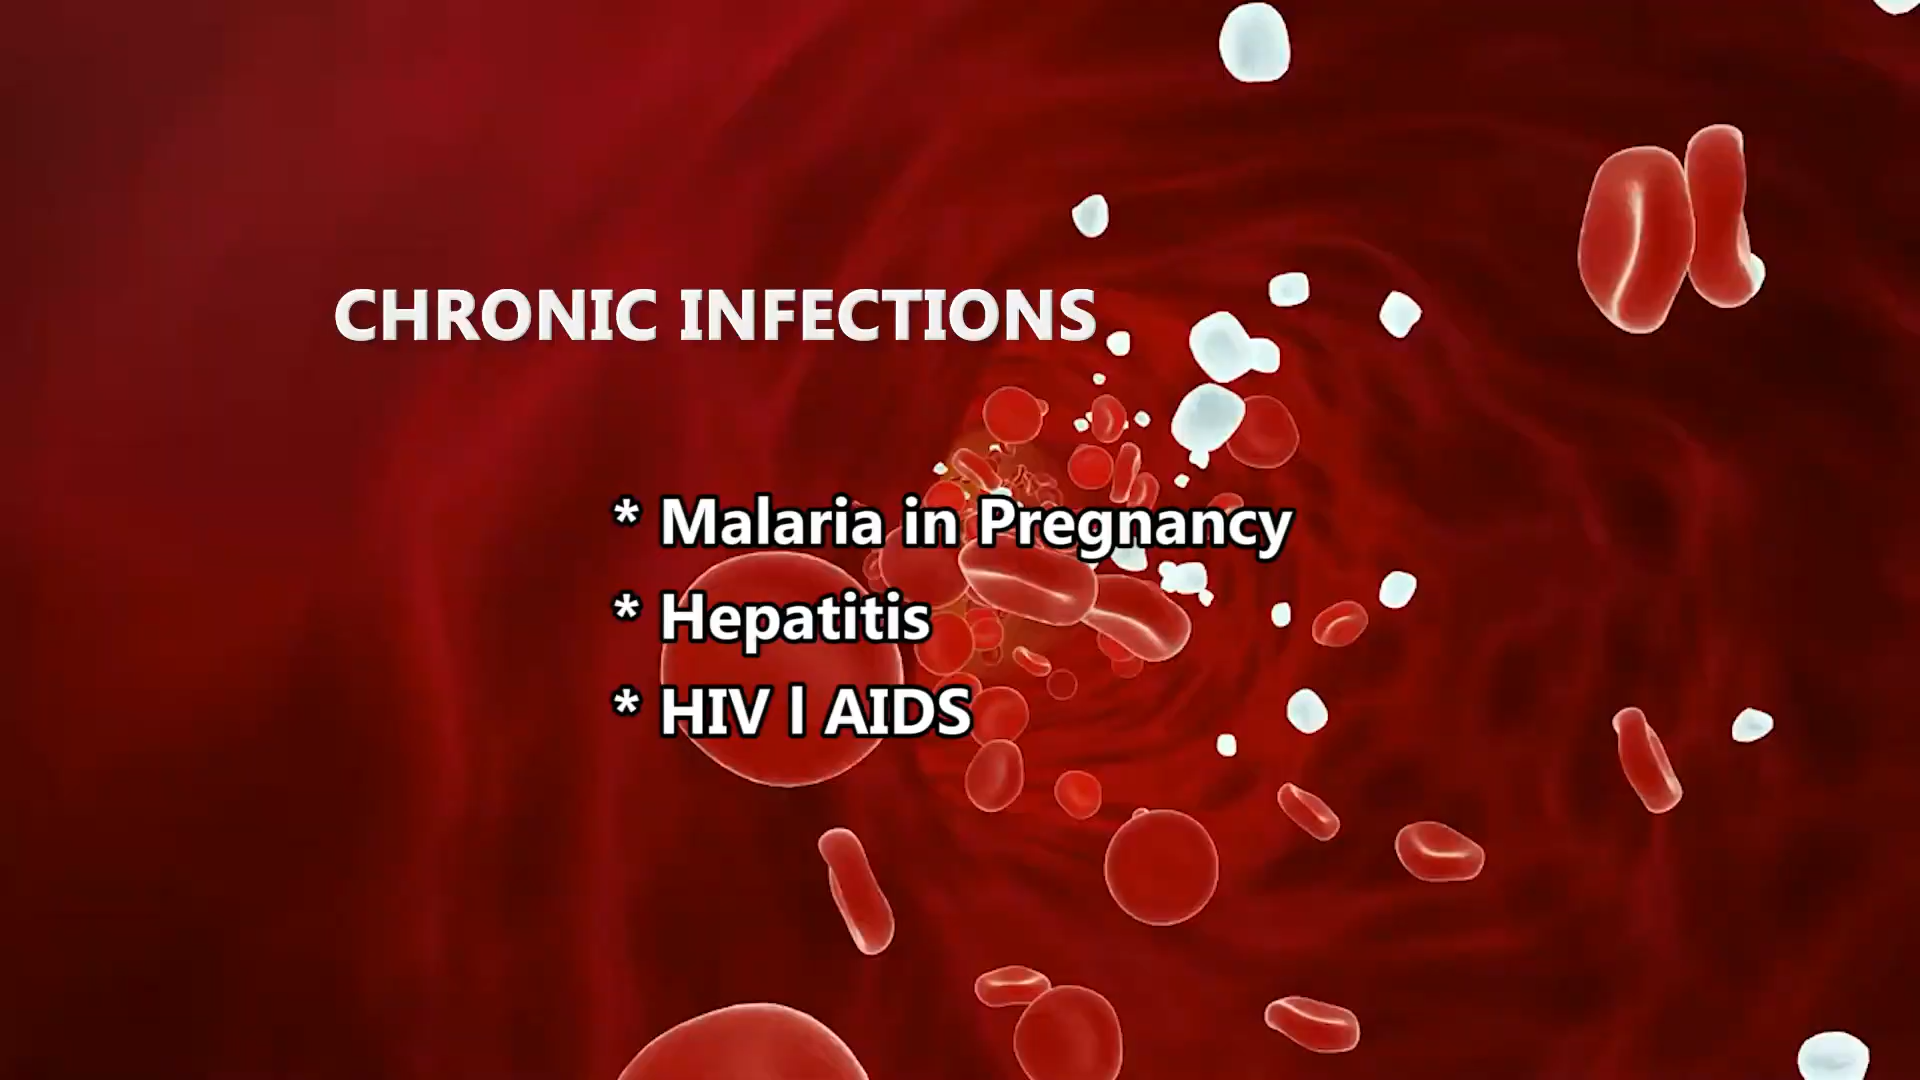 CHRONIC INFECTIONS
* Malaria in Pregnancy
* Hepatitis
* HIV l AIDS